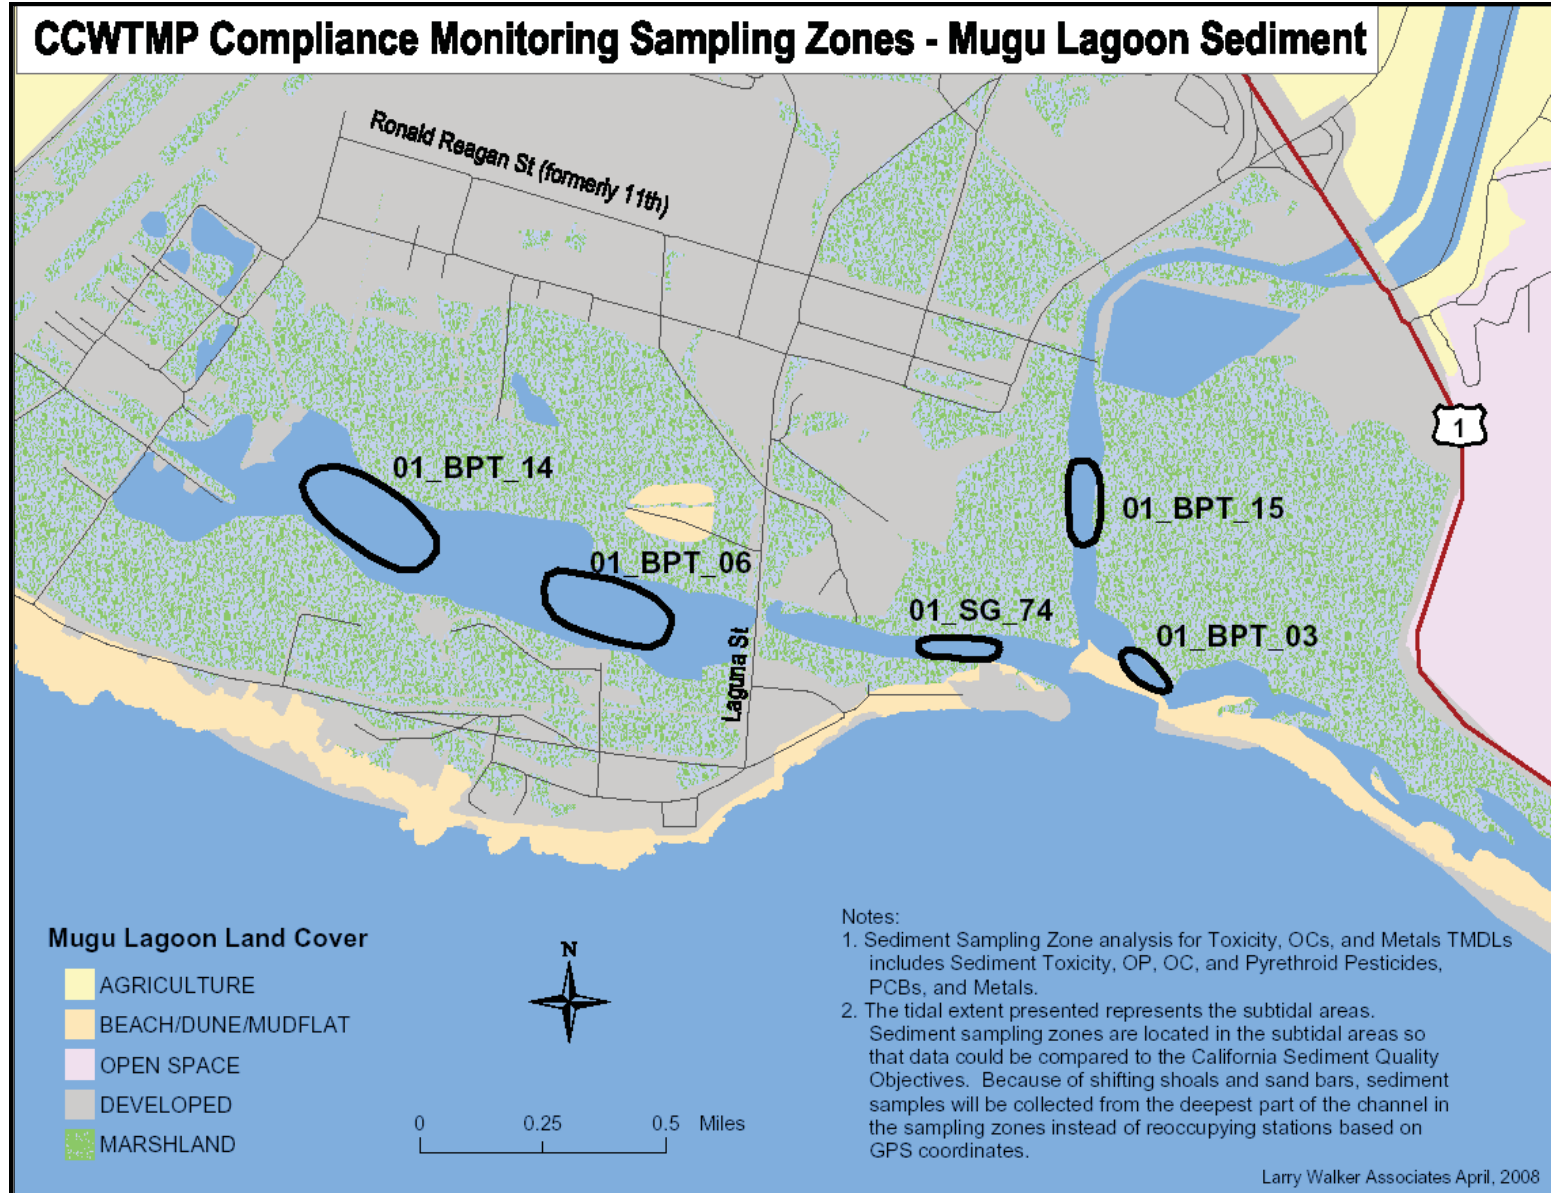 CCWTMP Compliance Monitoring Sampling Zones - Mugu Lagoon Sediment
Ronald Reagan St (formerly 11th)
1
01_BPT_14
01_BPT_15
01_BPT_06
01_SG_74
01_BPT_03
Laguna St
Mugu Lagoon Land Cover
AGRICULTURE
BEACH/DUNE/MUDFLAT
OPEN SPACE
DEVELOPED
MARSHLAND
N
0 0.25 0.5 Miles
Notes:
1. Sediment Sampling Zone analysis for Toxicity, OCs, and Metals TMDLs
includes Sediment Toxicity, OP, OC, and Pyrethroid Pesticides,
PCBs, and Metals.
2. The tidal extent presented represents the subtidal areas.
Sediment sampling zones are located in the subtidal areas so
that data could be compared to the California Sediment Quality
Objectives. Because of shifting shoals and sand bars, sediment
samples will be collected from the deepest part of the channel in
the sampling zones instead of reoccupying stations based on
GPS coordinates.
Larry Walker Associates April, 2008